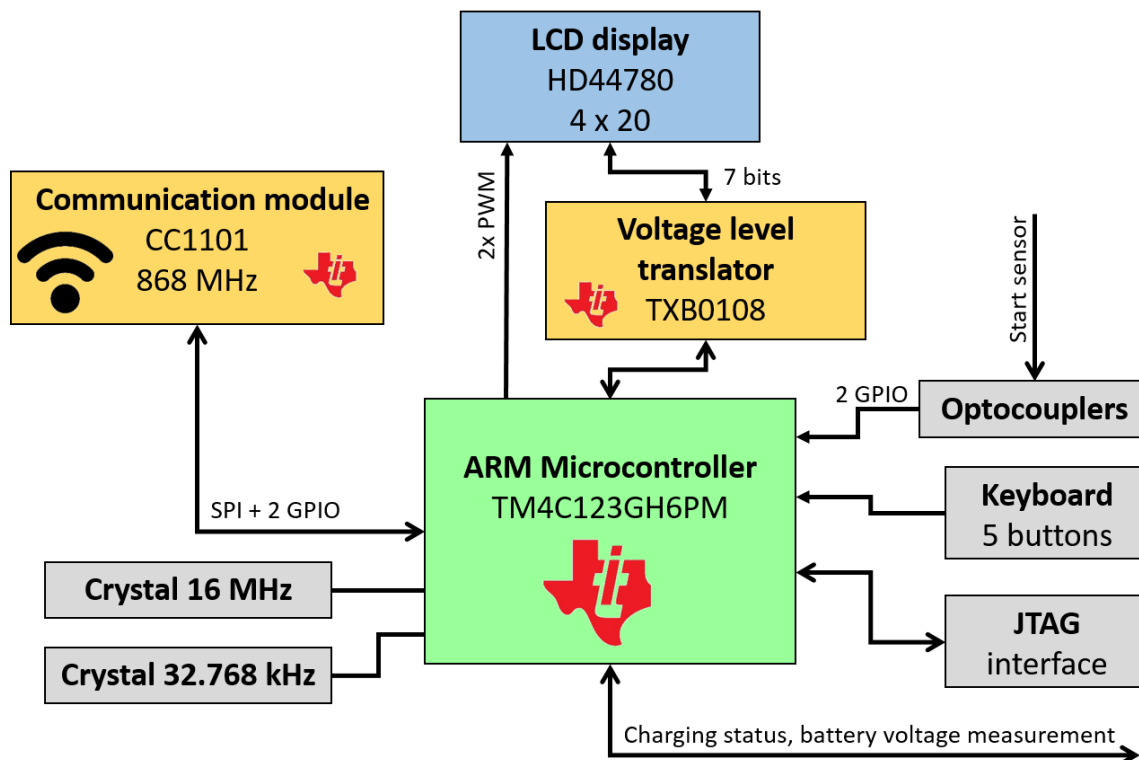 LCD display
HD44780
4 x 20
Communication module
CC1101
868 MHz
2x PWM
7 bits
Voltage level
translator
TXB0108
Start sensor
2 GPIO
Optocouplers
ARM Microcontroller
TM4C123GH6PM
Keyboard
5 buttons
SPI + 2 GPIO
Crystal 16 MHz
Crystal 32.768 kHz
JTAG
interface
Charging status, battery voltage measurement